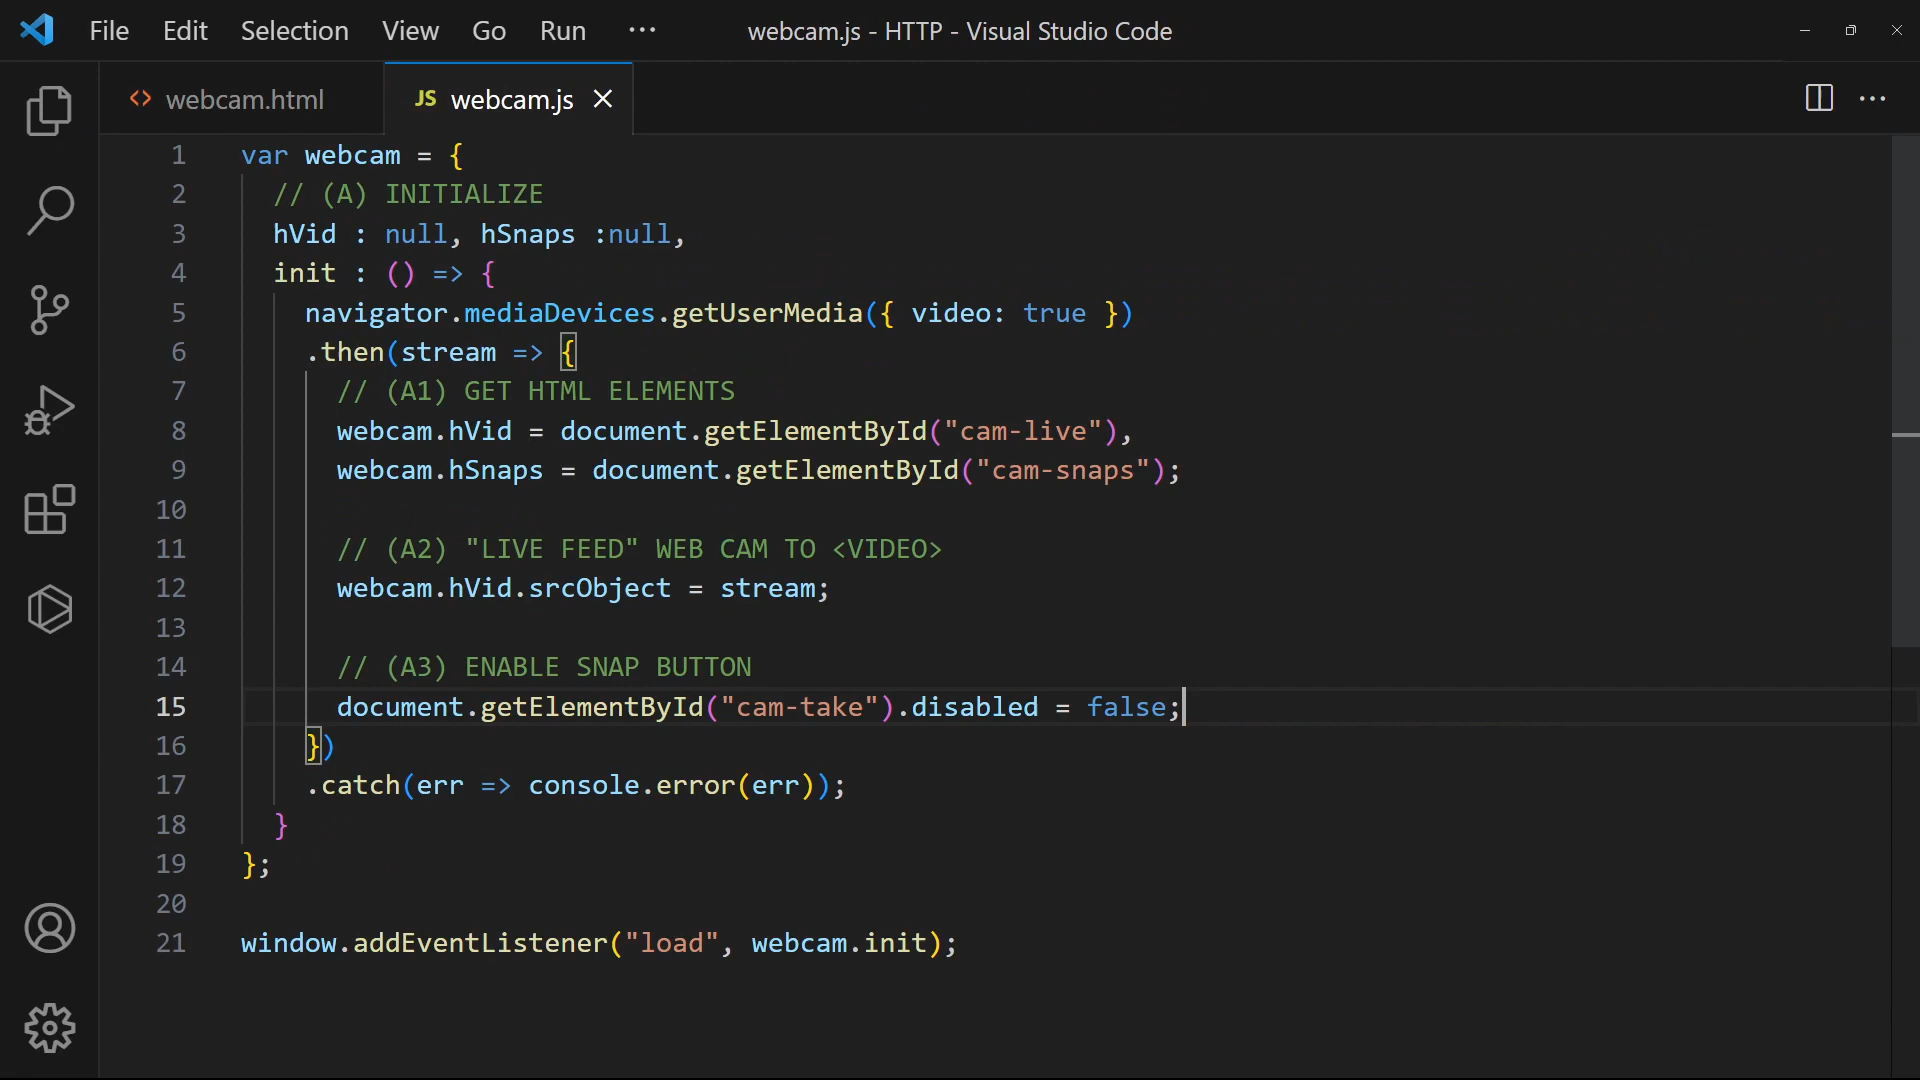 File Edit Selection View Go Run ··· webcam.js - HTTP - Visual Studio Code
<> webcam.html JS webcam.js
1 var webcam = {
2 // (A) INITIALIZE
3 hVid : null, hSnaps :null,
4 init : () => {
5 navigator.mediaDevices.getUserMedia({ video: true })
6 .then(stream => {
7 // (A1) GET HTML ELEMENTS
8 webcam.hVid = document.getElementById("cam-live"),
9 webcam.hSnaps = document.getElementById("cam-snaps");
10
11 // (A2) "LIVE FEED" WEB CAM TO <VIDEO>
12 webcam.hVid.srcObject = stream;
13
14 // (A3) ENABLE SNAP BUTTON
15 document.getElementById("cam-take").disabled = false;
16 })
17 .catch(err => console.error(err));
18 }
19 };
20
21 window.addEventListener("load", webcam.init);